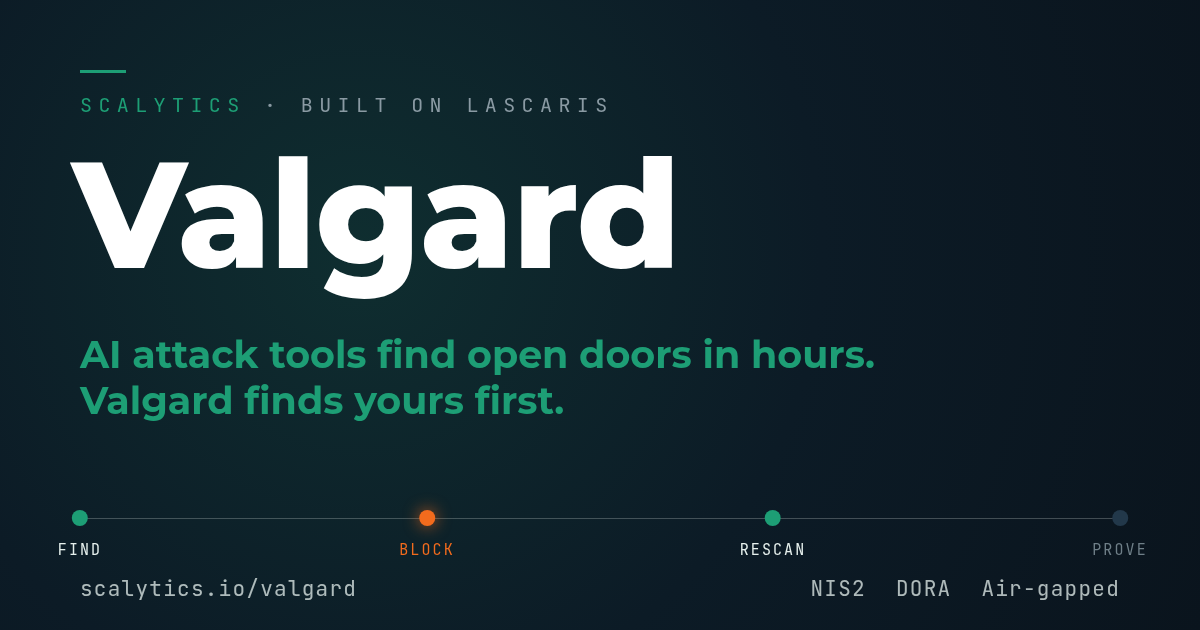 SCALYTICS · BUILT ON LASCARIS
Valgard
AI attack tools find open doors in hours.
Valgard finds yours first.
FIND BLOCK RESCAN PROVE
scalytics.io/valgard NIS2 DORA Air-gapped